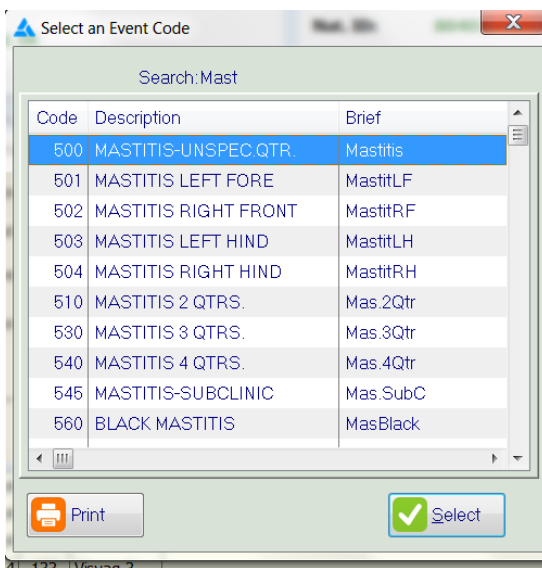 Select an Event Code
Search:Mast
Code Description Brief
500 MASTITIS-UNSPEC.QTR. Mastitis
501 MASTITIS LEFT FORE MastitLF
502 MASTITIS RIGHT FRONT MastitRF
503 MASTITIS LEFT HIND MastitLH
504 MASTITIS RIGHT HIND MastitRH
510 MASTITIS 2 QTRS. Mas.2Qtr
530 MASTITIS 3 QTRS. Mas.3Qtr
540 MASTITIS 4 QTRS. Mas.4Qtr
545 MASTITIS-SUBCLINIC Mas.SubC
560 BLACK MASTITIS MasBlack
Print Select